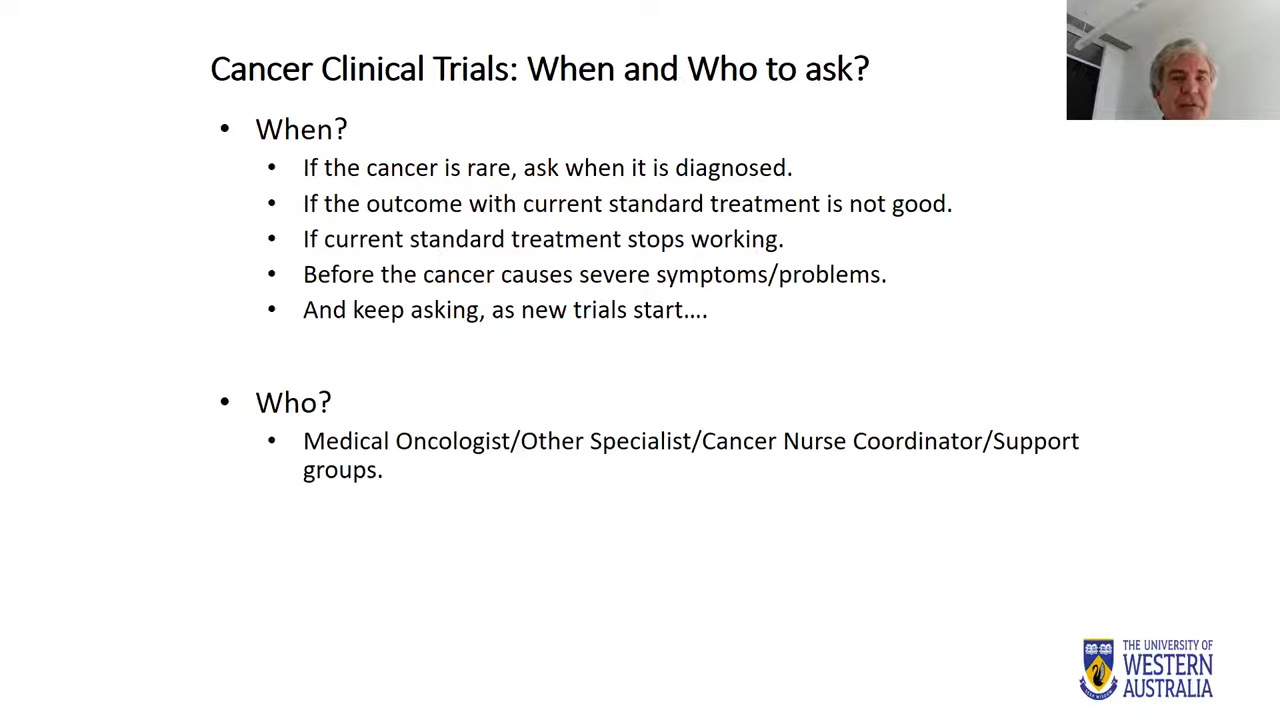 Cancer Clinical Trials: When and Who to ask?
• When?
• If the cancer is rare, ask when it is diagnosed.
• If the outcome with current standard treatment is not good.
• If current standard treatment stops working.
• Before the cancer causes severe symptoms/problems.
• And keep asking, as new trials start....
• Who?
• Medical Oncologist/Other Specialist/Cancer Nurse Coordinator/Support
groups.
THE UNIVERSITY OF
WESTERN
AUSTRALIA